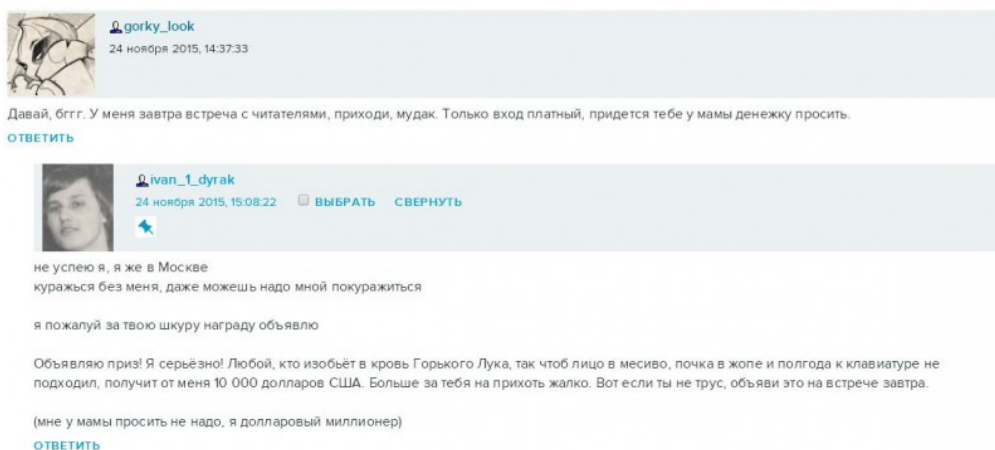 gorky_look
24 ноября 2015, 14:37:33
Давай, бггг. У меня завтра встреча с читателями, приходи, мудак. Только вход платный, придется тебе у мамы денежку просить.
ОТВЕТИТЬ
ivan_1_dyrak
24 ноября 2015, 15:08:22 ВЫБРАТЬ СВЕРНУТЬ
не успею я, я же в Москве
куражься без меня, даже можешь надо мной покуражиться
я пожалуй за твою шкуру награду объявлю
Объявляю приз! Я серьёзно! Любой, кто изобьёт в кровь Горького Лука, так чтоб лицо в месиво, почка в жопе и полгода к клавиатуре не
подходил, получит от меня 10 000 долларов США. Больше за тебя на прихоть жалко. Вот если ты не трус, объяви это на встрече завтра.
(мне у мамы просить не надо, я долларовый миллионер)
ОТВЕТИТЬ